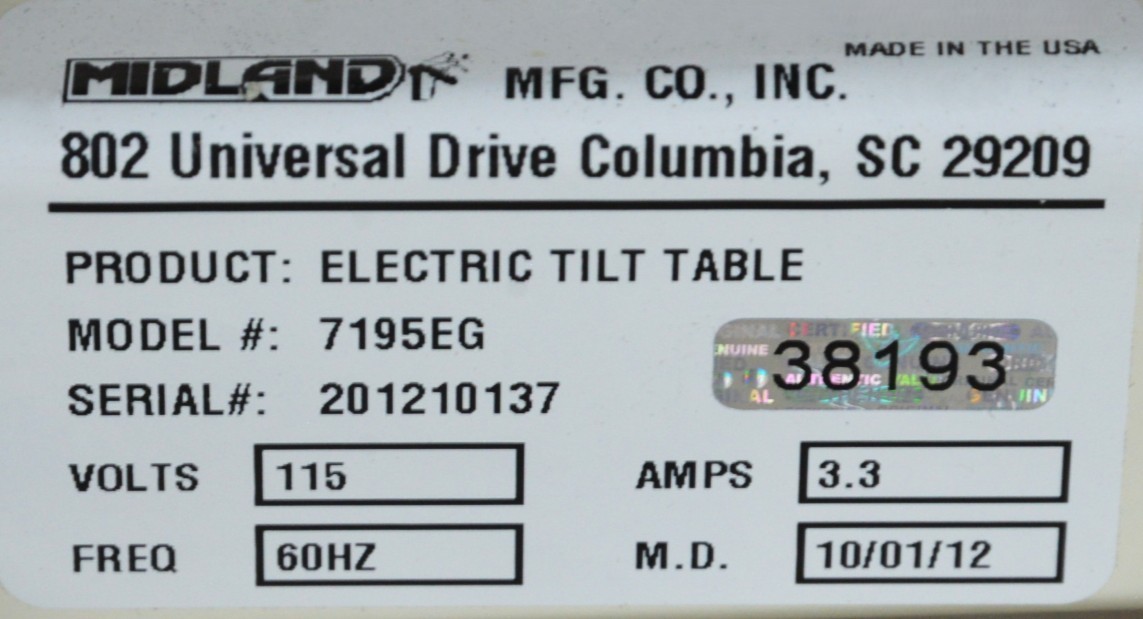 MADE IN THE USA
MIDLAND MFG. CO., INC.
802 Universal Drive Columbia, SC 29209
PRODUCT: ELECTRIC TILT TABLE
MODEL #: 7195EG
SERIAL#: 201210137
38193
VOLTS 115
AMPS 3.3
FREQ 60HZ
M.D. 10/01/12